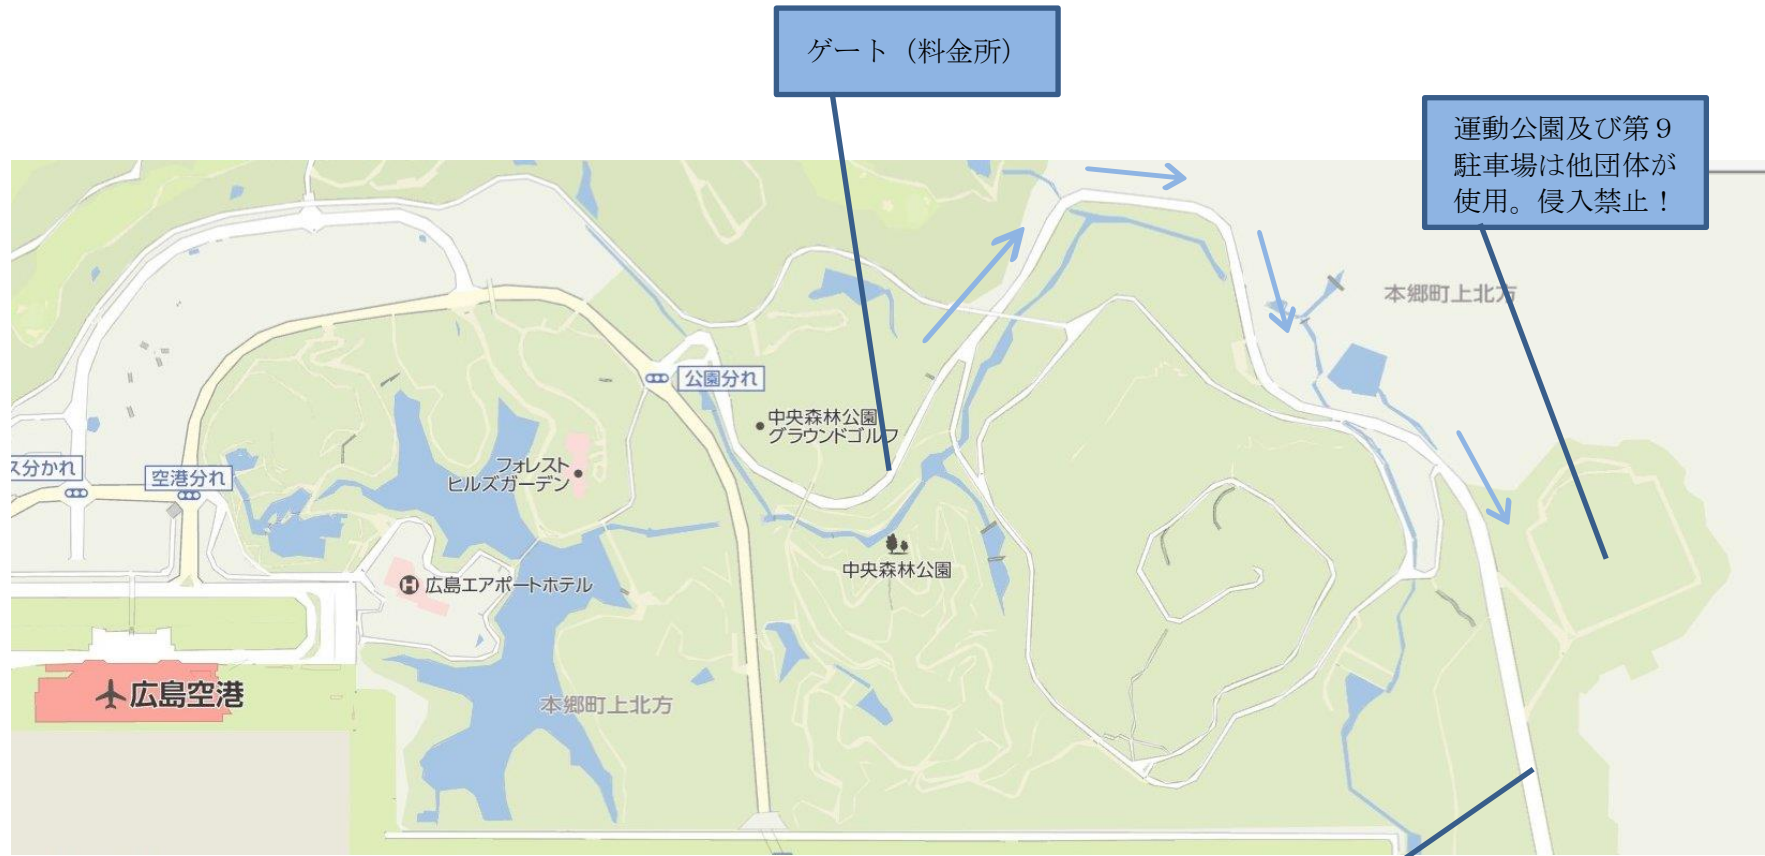 ゲート（料金所）
運動公園及び第９
駐車場は他団体が
使用。侵入禁止！
本郷町上北方
公園分れ
中央森林公園
グラウンドゴルフ
フォレスト
ヒルズガーデン
ス分かれ
空港分れ
中央森林公園
広島エアポートホテル
広島空港
本郷町上北方